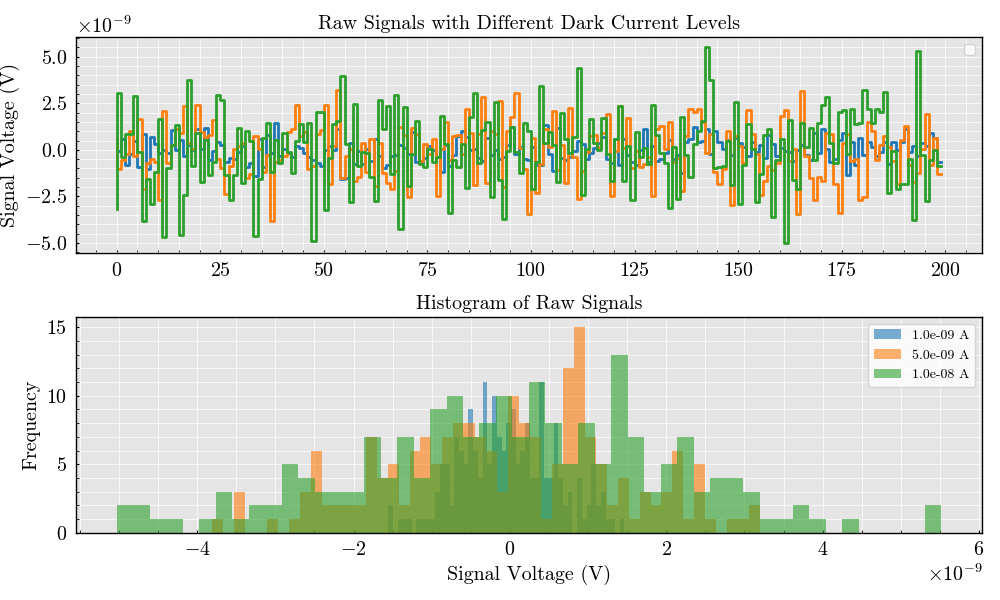 Raw Signals with Different Dark Current Levels
×10⁻⁹
Signal Voltage (V)
5.0
2.5
0.0
−2.5
−5.0
0 25 50 75 100 125 150 175 200
Histogram of Raw Signals
Frequency
15
10
5
0
1.0e-09 A
5.0e-09 A
1.0e-08 A
−4 −2 0 2 4 6
Signal Voltage (V)
×10⁻⁹